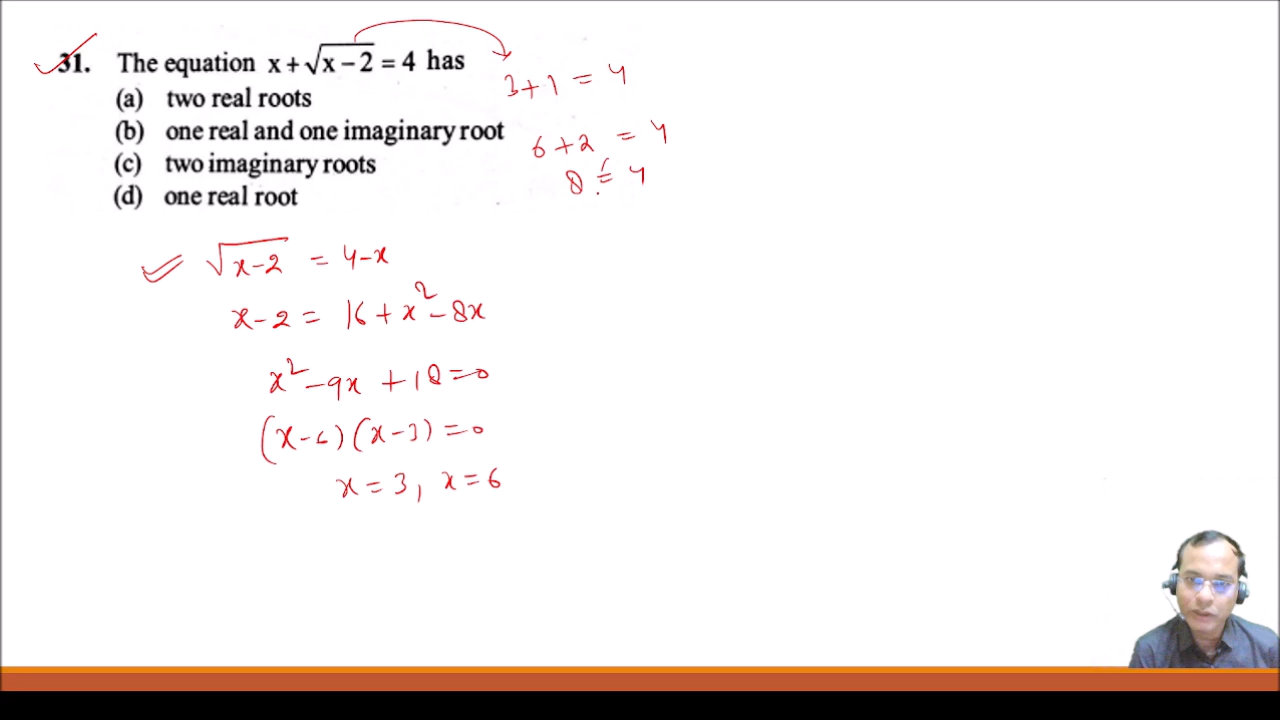 31. The equation x + √x – 2 = 4 has
(a) two real roots
(b) one real and one imaginary root
(c) two imaginary roots
(d) one real root
3 + 1 = 4
6 + 2 = 4
8 ≠ 4
√x-2 = 4-x
x-2 = 16 + x² - 8x
x² - 9x + 18 = 0
(x-6)(x-3) = 0
x = 3, x = 6